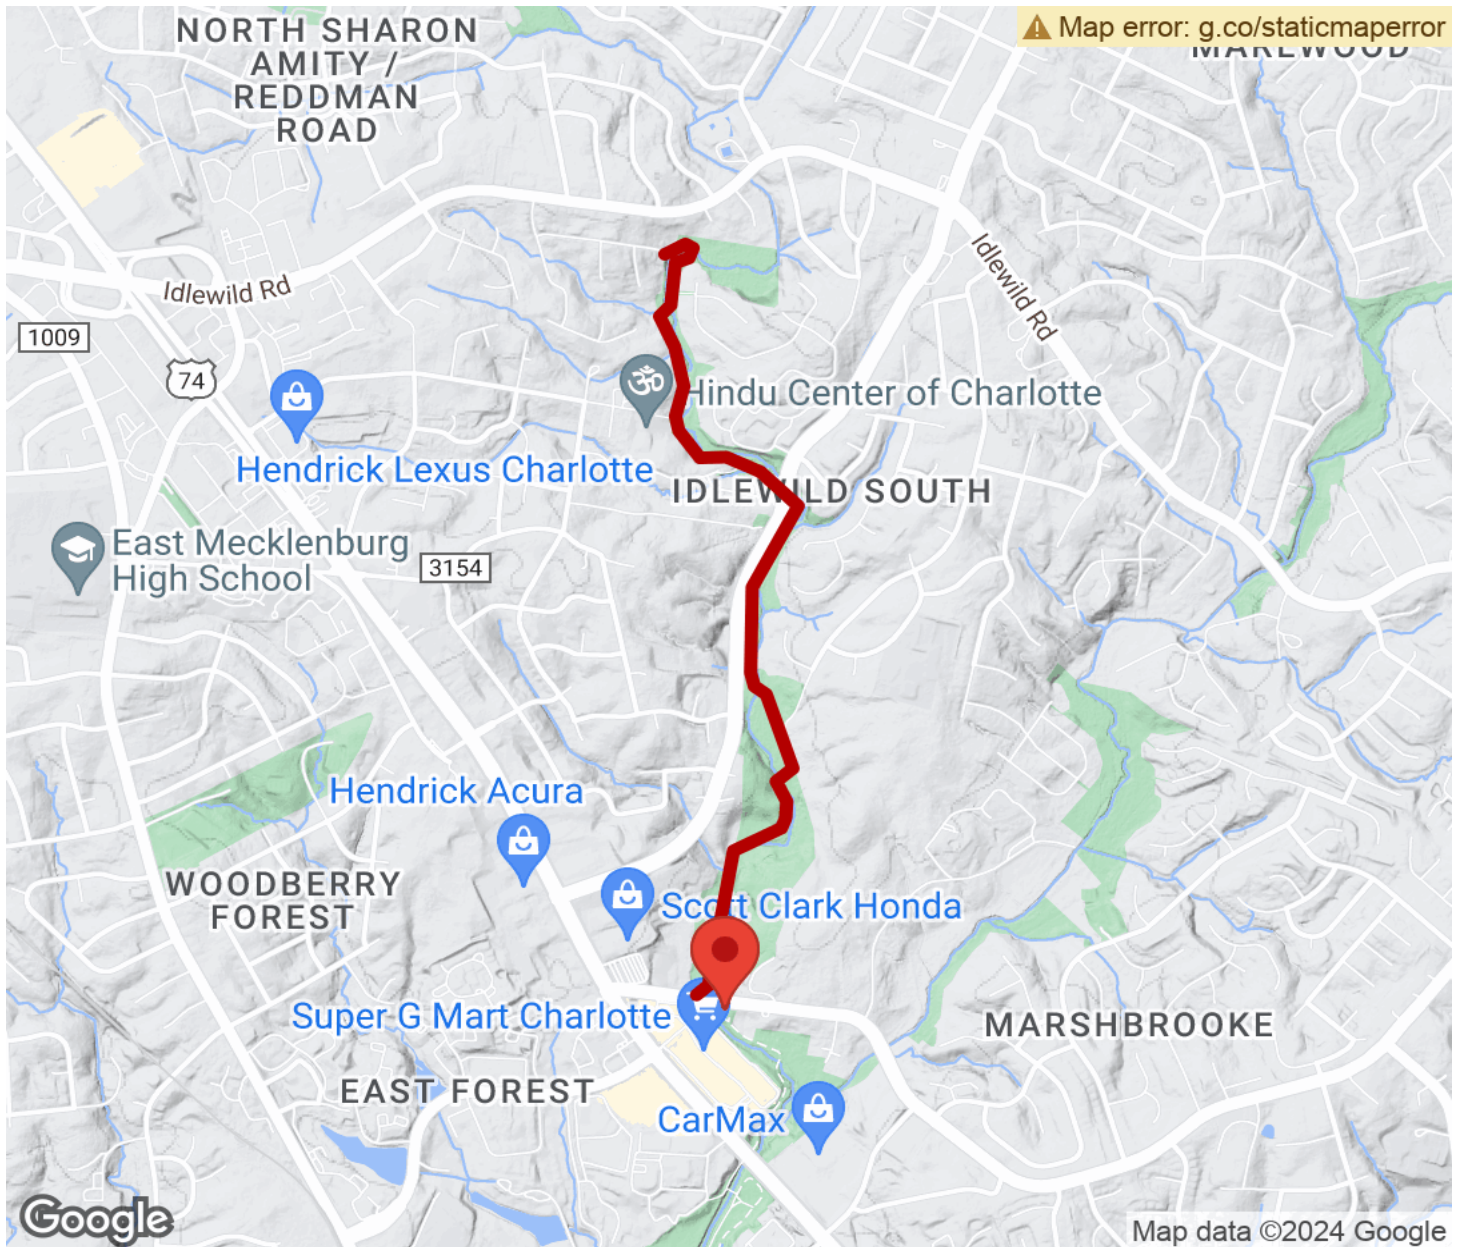 NORTH SHARON
AMITY /
REDDMAN
ROAD
Map error: g.co/staticmaperror
MAREWOOD
Idlewild Rd
Idlewild Rd
1009
74
Hindu Center of Charlotte
Hendrick Lexus Charlotte
IDLEWILD SOUTH
East Mecklenburg
High School
3154
Hendrick Acura
WOODBERRY
FOREST
Scott Clark Honda
Super G Mart Charlotte
MARSHBROOKE
EAST FOREST
CarMax
Google
Map data ©2024 Google